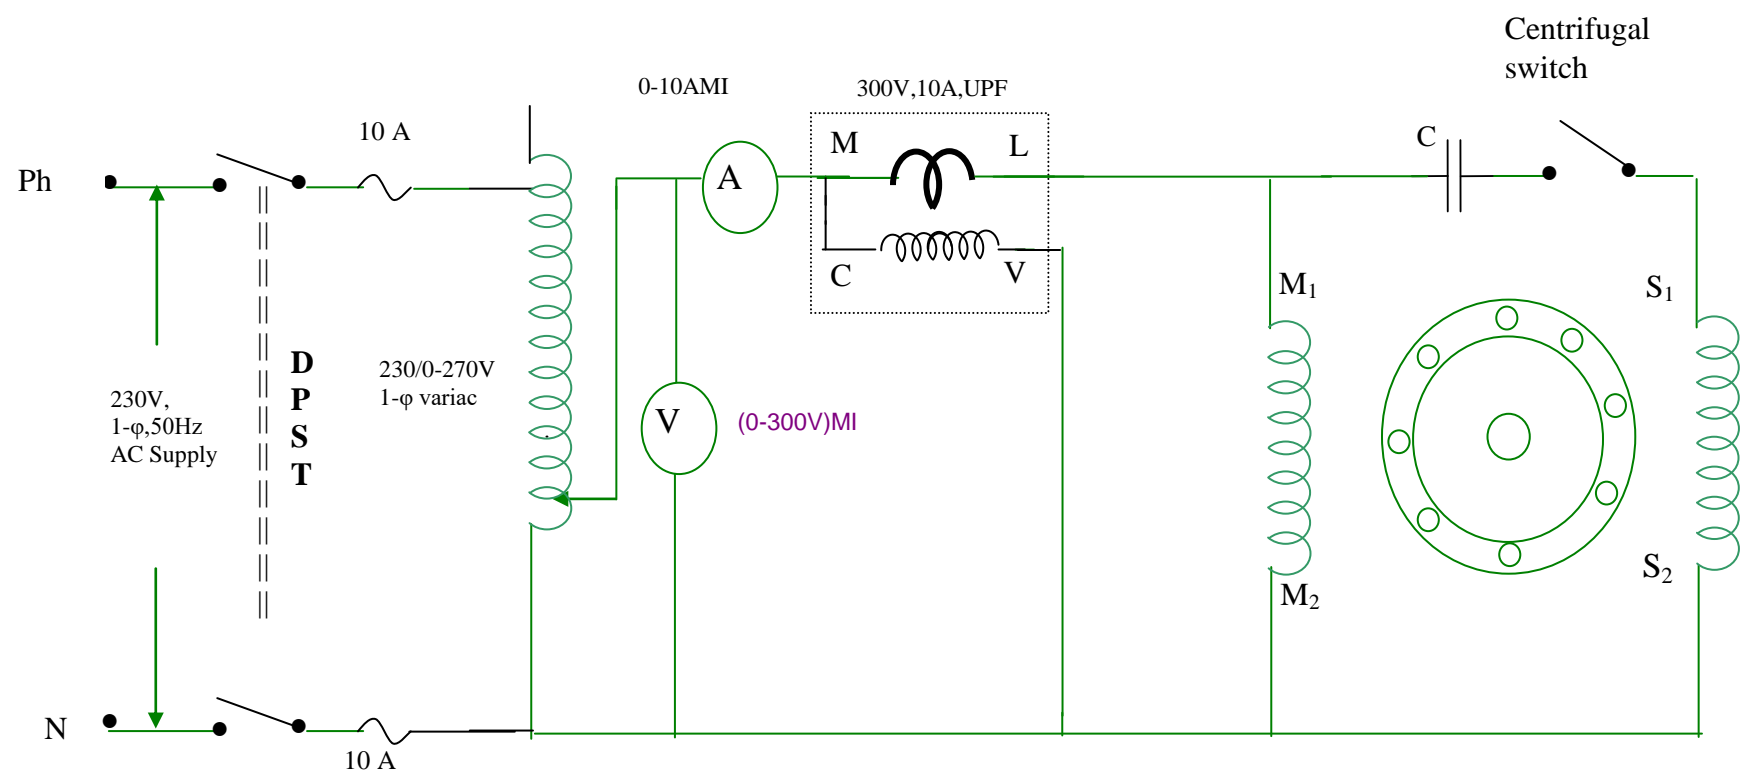 Centrifugal
switch
0-10AMI
300V,10A,UPF
10 A
Ph
A
M
L
C
C
V
M₁
S₁
D
P
S
T
230V,
1-φ,50Hz
AC Supply
230/0-270V
1-φ variac
V
(0-300V)MI
M₂
S₂
N
10 A